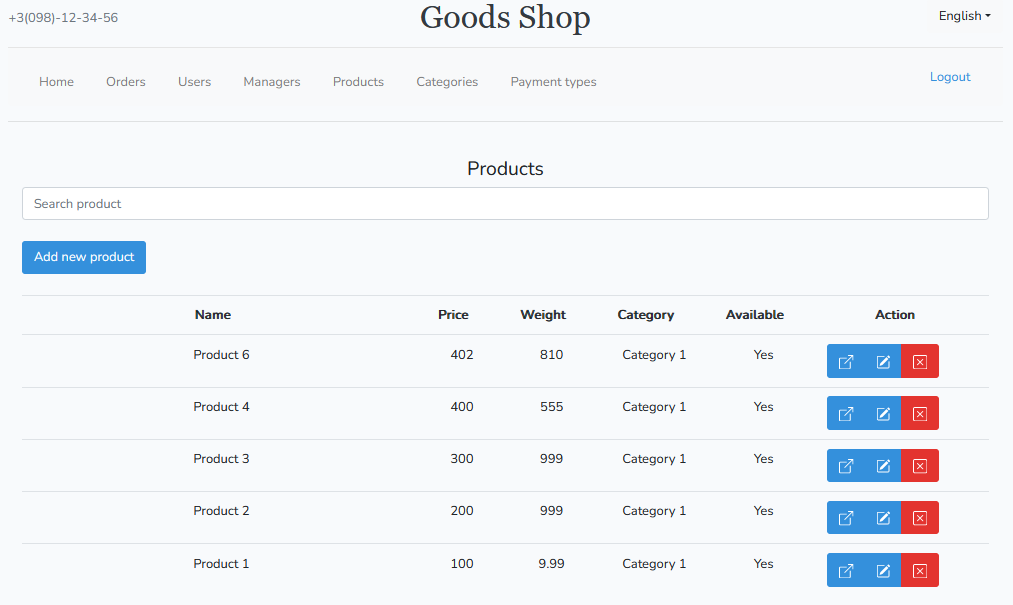 +3(098)-12-34-56 Goods Shop English
Home Orders Users Managers Products Categories Payment types Logout
Products
Search product
Add new product
Name Price Weight Category Available Action
Product 6 402 810 Category 1 Yes
Product 4 400 555 Category 1 Yes
Product 3 300 999 Category 1 Yes
Product 2 200 999 Category 1 Yes
Product 1 100 9.99 Category 1 Yes